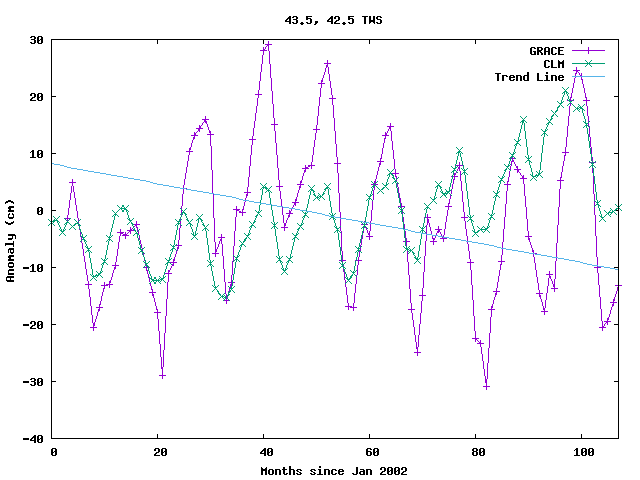 43.5, 42.5 TWS
GRACE
CLM
Trend Line
30
20
10
0
-10
-20
-30
-40
Anomaly (cm)
0 20 40 60 80 100
Months since Jan 2002